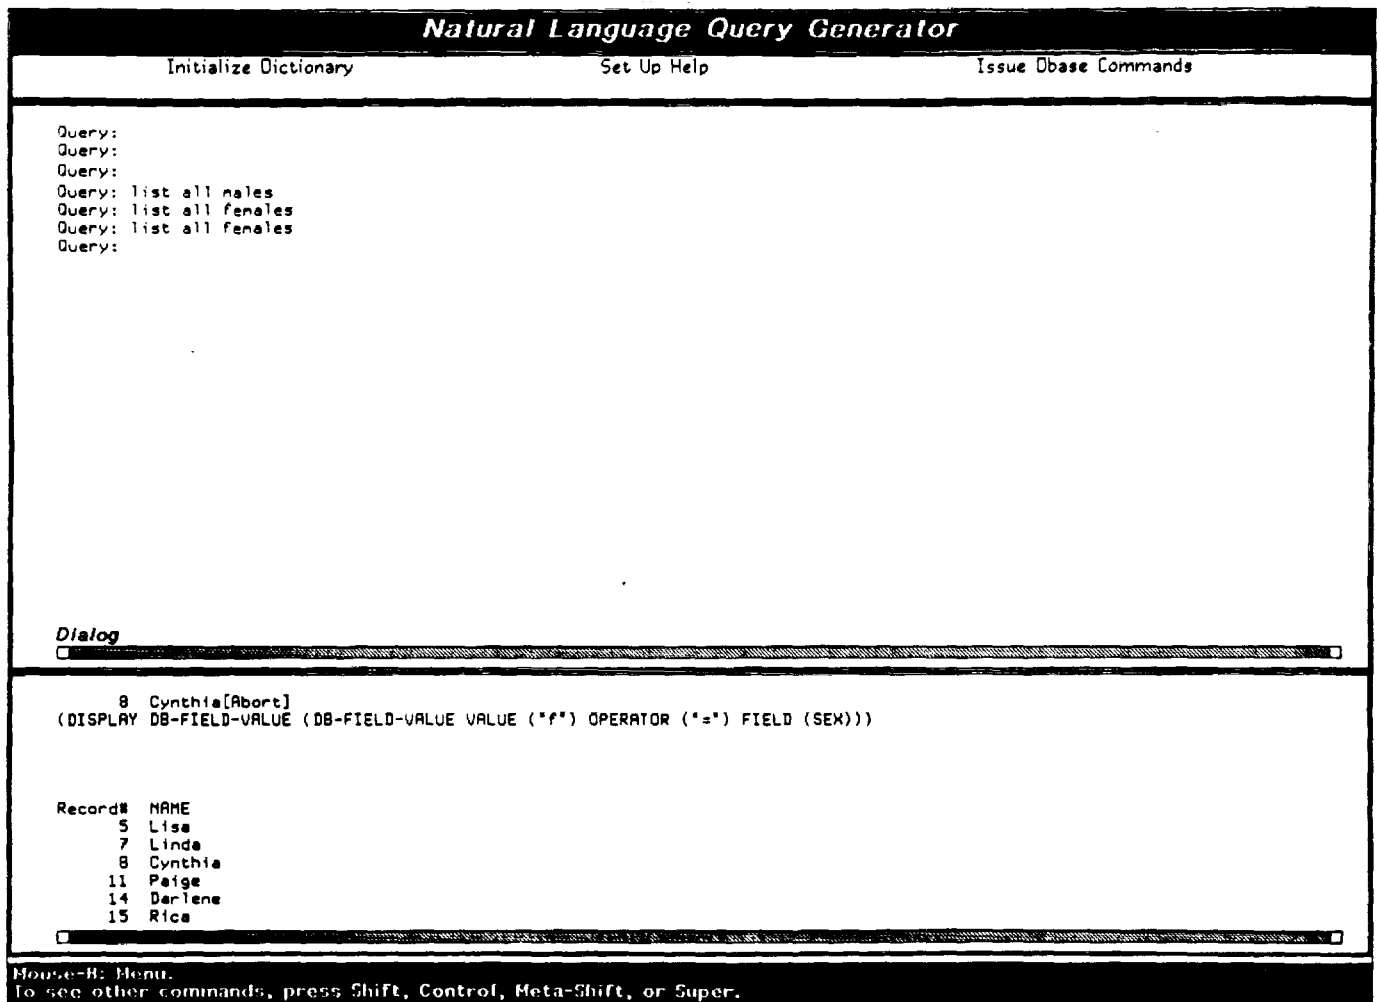 Natural Language Query Generator
Initialize Dictionary Set Up Help Issue Dbase Commands
Query:
Query:
Query:
Query: list all males
Query: list all females
Query: list all females
Query:
Dialog
8 Cynthia[Abort]
(DISPLAY DB-FIELD-VALUE (DB-FIELD-VALUE VALUE ("f") OPERATOR ("=") FIELD (SEX)))
Record# NAME
5 Lisa
7 Linda
8 Cynthia
11 Paige
14 Darlene
15 Rica
Mouse-R: Menu.
To see other commands, press Shift, Control, Meta-Shift, or Super.